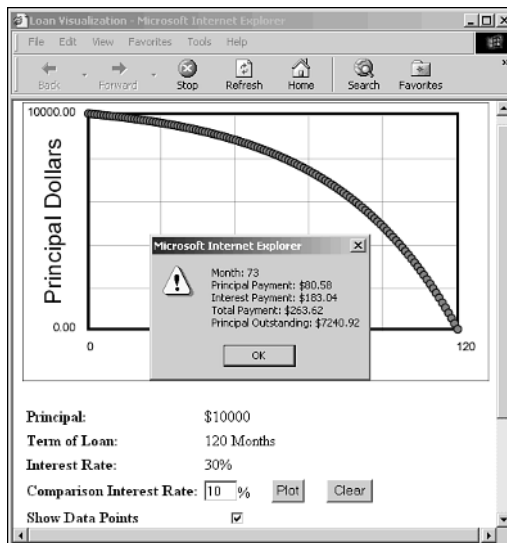 Loan Visualization - Microsoft Internet Explorer
File Edit View Favorites Tools Help
Back Forward Stop Refresh Home Search Favorites
10000.00
Principal Dollars
0.00
0 120
Microsoft Internet Explorer
Month: 73
Principal Payment: $80.58
Interest Payment: $183.04
Total Payment: $263.62
Principal Outstanding: $7240.92
OK
Principal: $10000
Term of Loan: 120 Months
Interest Rate: 30%
Comparison Interest Rate: 10 % Plot Clear
Show Data Points